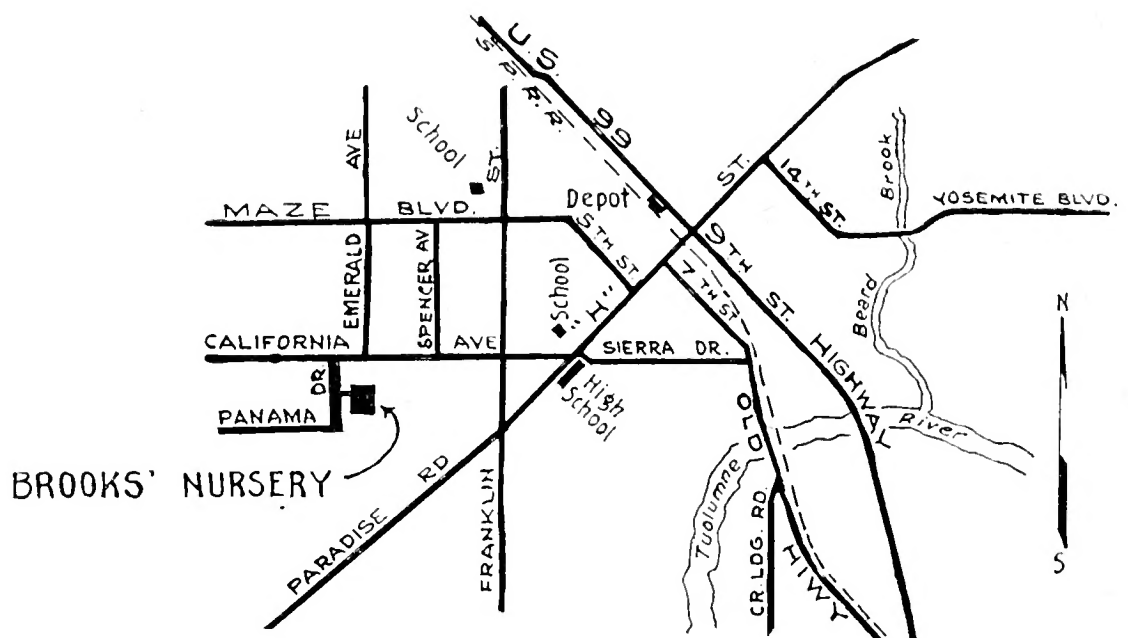 U.S. 99
S. P. R. R.
School
AVE
ST.
ST.
Brook
14TH ST.
YOSEMITE BLVD.
MAZE BLVD.
Depot
5TH ST.
9TH ST. HIGHWAY
EMERALD
SPENCER AV
School
"H"
7TH ST
Beard
N
CALIFORNIA AVE
SIERRA DR.
DR.
PANAMA
High
School
OLD HIWY
River
Tuolumne
BROOKS' NURSERY
PARADISE RD
FRANKLIN
CR. LDG. RD.
S